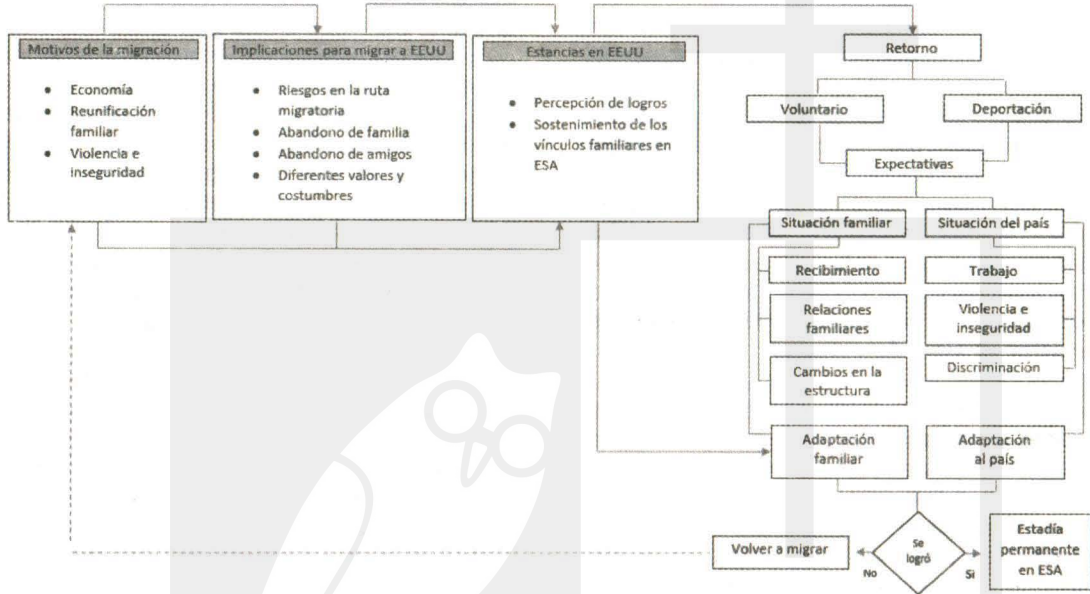 Motivos de la migración
• Economía
• Reunificación
familiar
• Violencia e
inseguridad
Implicaciones para migrar a EEUU
• Riesgos en la ruta
migratoria
• Abandono de familia
• Abandono de amigos
• Diferentes valores y
costumbres
Estancias en EEUU
• Percepción de logros
• Sostenimiento de los
vínculos familiares en
ESA
Retorno
Voluntario
Deportación
Expectativas
Situación familiar
Situación del país
Recibimiento
Trabajo
Relaciones
familiares
Violencia e
inseguridad
Cambios en la
estructura
Discriminación
Adaptación
familiar
Adaptación
al país
Volver a migrar
No
Se
logró
Si
Estadía
permanente
en ESA